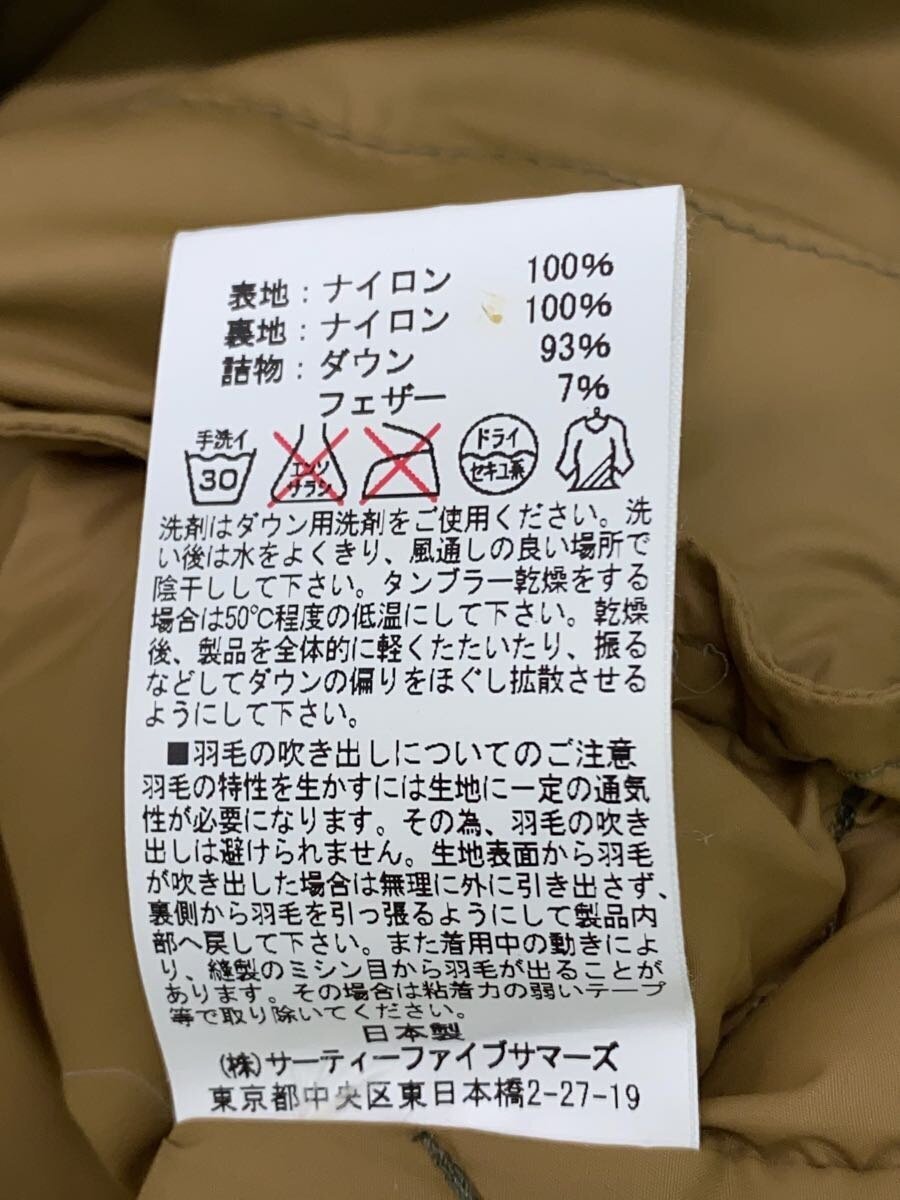 表地：ナイロン 100%
裏地：ナイロン 100%
詰物：ダウン 93%
フェザー 7%
手洗イ 30 エンソサラシ ドライ セキユ系
洗剤はダウン用洗剤をご使用ください。洗
い後は水をよくきり、風通しの良い場所で
陰干しして下さい。タンブラー乾燥をする
場合は50℃程度の低温にして下さい。乾燥
後、製品を全体的に軽くたたいたり、振る
などしてダウンの偏りをほぐし拡散させる
ようにして下さい。
■羽毛の吹き出しについてのご注意
羽毛の特性を生かすには生地に一定の通気
性が必要になります。その為、羽毛の吹き
出しは避けられません。生地表面から羽毛
が吹き出した場合は無理に外に引き出さず、
裏側から羽毛を引っ張るようにして製品内
部へ戻して下さい。また着用中の動きによ
り、縫製のミシン目から羽毛が出ることが
あります。その場合は粘着力の弱いテープ
等で取り除いてください。
日本製
(株)サーティーファイブサマーズ
東京都中央区東日本橋2-27-19